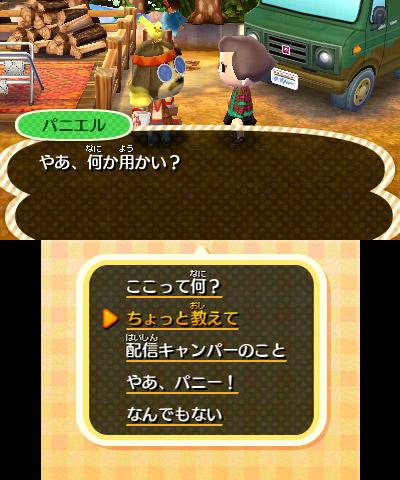 パニエル
やあ、何か用かい？
ここって何？
ちょっと教えて
配信キャンパーのこと
やあ、パニー！
なんでもない